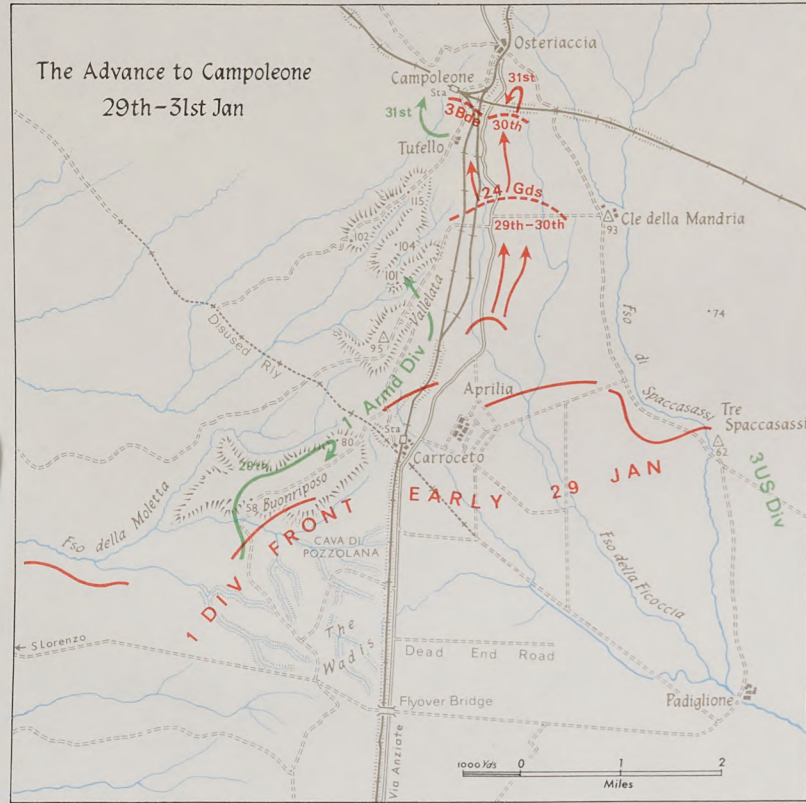 The Advance to Campoleone
29th-31st Jan
Osteriaccia
Campoleone
Sta
31st
31st
3 Bde
30th
Tufello
115
24 Gds
Cle della Mandria
93
102
104
29th-30th
101
Vallelata
Fso di Spaccasassi
74
Disused Rly
95
1 Armd Div
Aprilia
Tre
Spaccasassi
62
Sta
80
Carroceto
29th
3 US Div
58 Buonriposo
1 DIV FRONT EARLY 29 JAN
Fso della Moletta
CAVA DI
POZZOLANA
Fso della Ficoccia
The
Wadis
← S Lorenzo
Dead End Road
Padiglione
Flyover Bridge
Via Anziate
1000 Yds 0 1 2
Miles